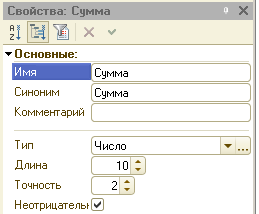 Свойства: Сумма
Основные:
Имя Сумма
Синоним Сумма
Комментарий
Тип Число ...
Длина 10
Точность 2
Неотрицательн